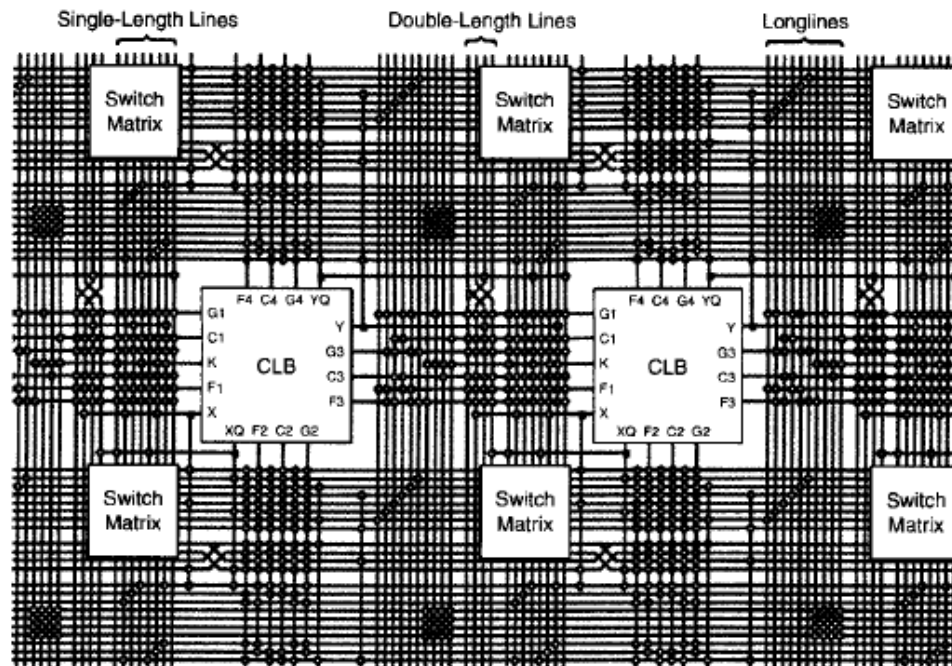 Single-Length Lines Double-Length Lines Longlines
Switch Matrix Switch Matrix Switch Matrix
F4 C4 G4 YQ F4 C4 G4 YQ
G1 Y G1 Y
C1 G3 C1 G3
K CLB K CLB
F1 C3 F1 C3
X F3 X F3
XQ F2 C2 G2 XQ F2 C2 G2
Switch Matrix Switch Matrix Switch Matrix